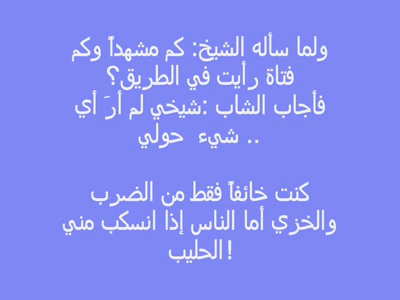 ولما سأله الشيخ: كم مشهداً وكم
فتاة رأيت في الطريق؟
فأجاب الشاب :شيخي لم أرَ أي
شيء حولي ..
كنت خائفاً فقط من الضرب
والخزي أما الناس إذا انسكب مني
الحليب!